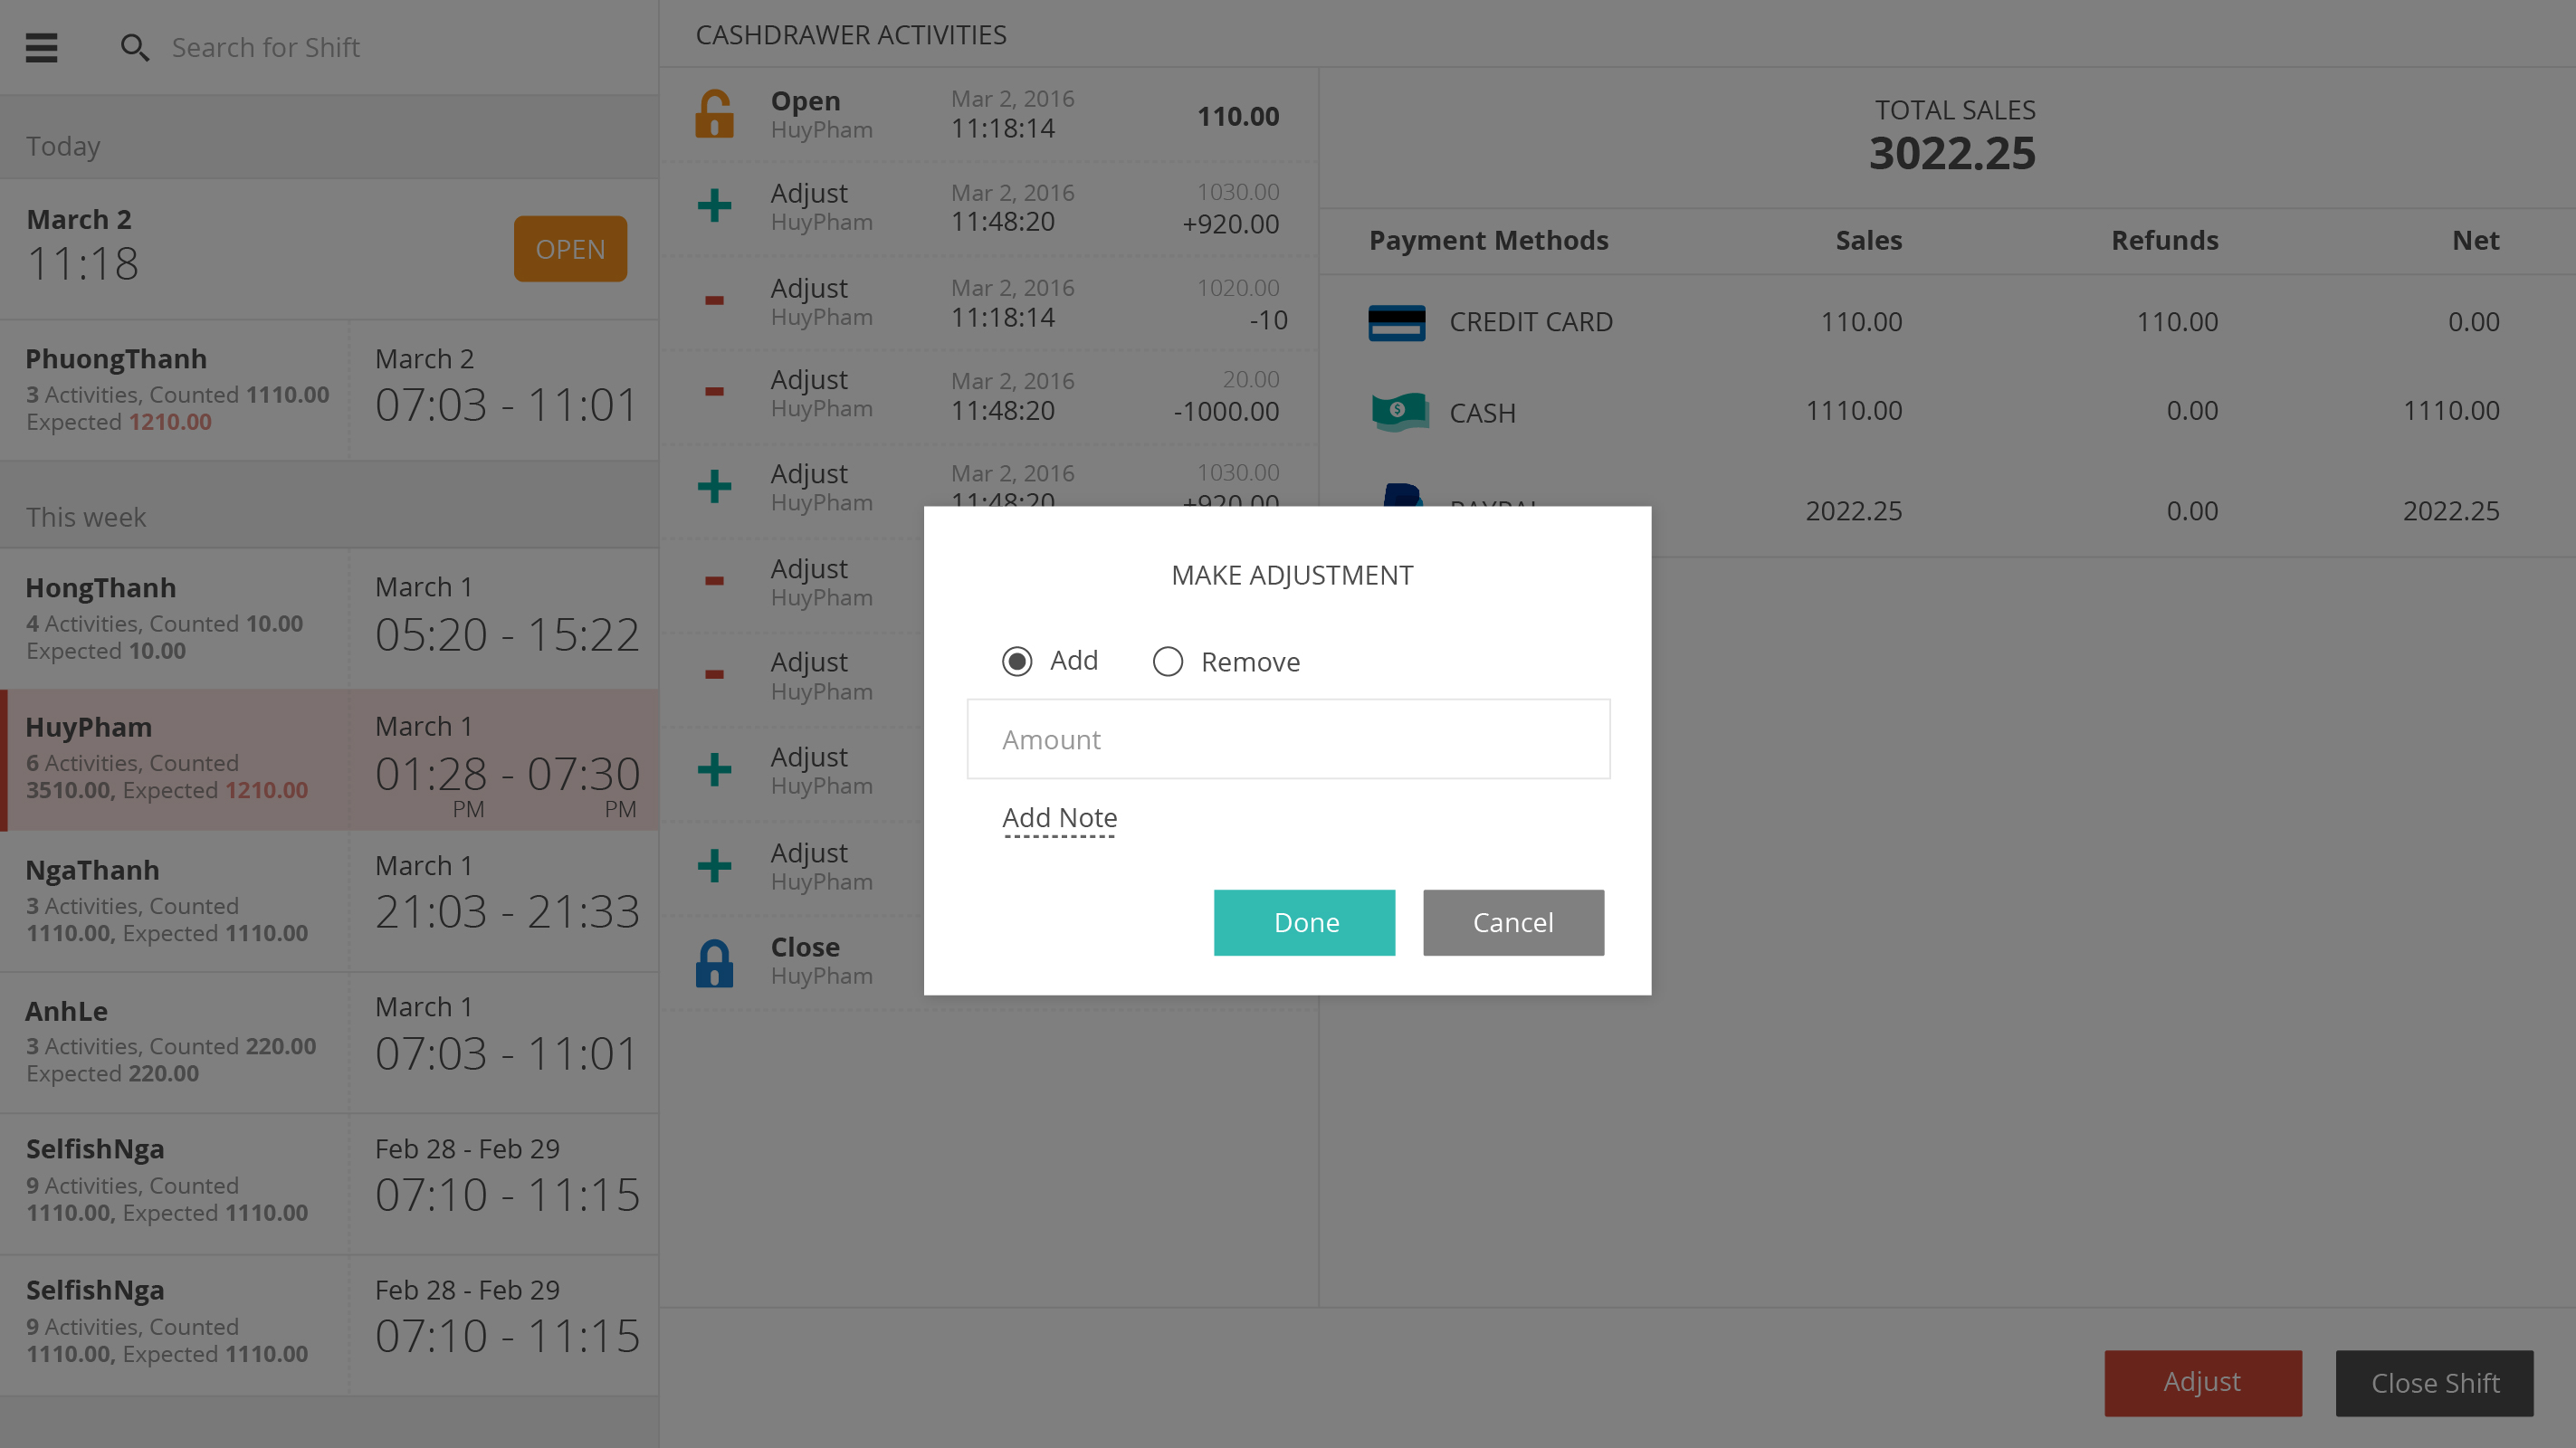 Search for Shift
Today
March 2
11:18
OPEN
PhuongThanh
3 Activities, Counted 1110.00
Expected 1210.00
March 2
07:03 - 11:01
This week
HongThanh
4 Activities, Counted 10.00
Expected 10.00
March 1
05:20 - 15:22
HuyPham
6 Activities, Counted
3510.00, Expected 1210.00
March 1
01:28 - 07:30
PM PM
NgaThanh
3 Activities, Counted
1110.00, Expected 1110.00
March 1
21:03 - 21:33
AnhLe
3 Activities, Counted 220.00
Expected 220.00
March 1
07:03 - 11:01
SelfishNga
9 Activities, Counted
1110.00, Expected 1110.00
Feb 28 - Feb 29
07:10 - 11:15
SelfishNga
9 Activities, Counted
1110.00, Expected 1110.00
Feb 28 - Feb 29
07:10 - 11:15
CASHDRAWER ACTIVITIES
Open
HuyPham
Mar 2, 2016
11:18:14
110.00
Adjust
HuyPham
Mar 2, 2016
11:48:20
1030.00
+920.00
Adjust
HuyPham
Mar 2, 2016
11:18:14
1020.00
-10
Adjust
HuyPham
Mar 2, 2016
11:48:20
20.00
-1000.00
Adjust
HuyPham
Mar 2, 2016
11:48:20
1030.00
+920.00
Adjust
HuyPham
Adjust
HuyPham
Adjust
HuyPham
Adjust
HuyPham
Close
HuyPham
TOTAL SALES
3022.25
Payment Methods Sales Refunds Net
CREDIT CARD 110.00 110.00 0.00
CASH 1110.00 0.00 1110.00
PAYPAL 2022.25 0.00 2022.25
MAKE ADJUSTMENT
Add Remove
Amount
Add Note
Done Cancel
Adjust Close Shift